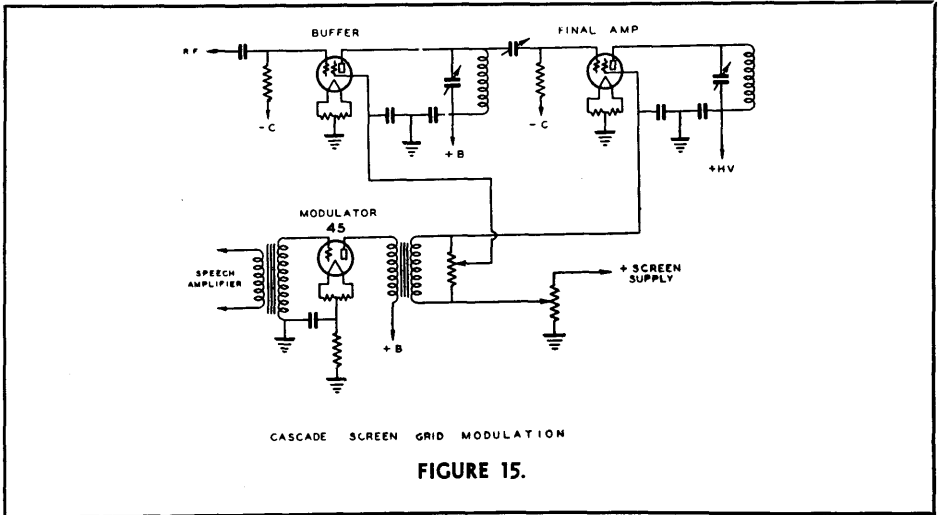 BUFFER
FINAL AMP
RF
-C
+B
-C
+HV
MODULATOR
45
SPEECH
AMPLIFIER
+ SCREEN
SUPPLY
+B
CASCADE SCREEN GRID MODULATION
FIGURE 15.